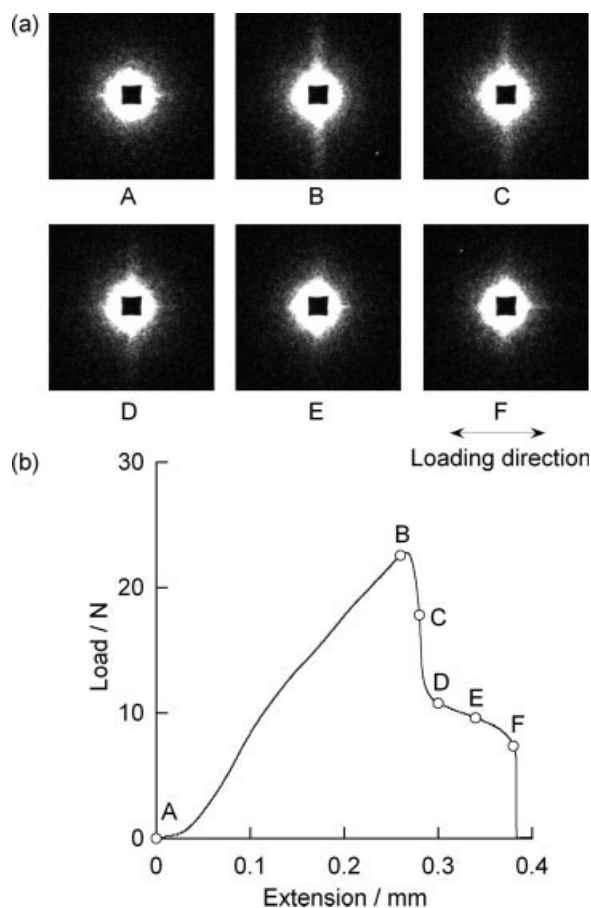 (a)
A
B
C
D
E
F
Loading direction
(b)
30
20
10
0
Load / N
A
B
C
D
E
F
0
0.1
0.2
0.3
0.4
Extension / mm